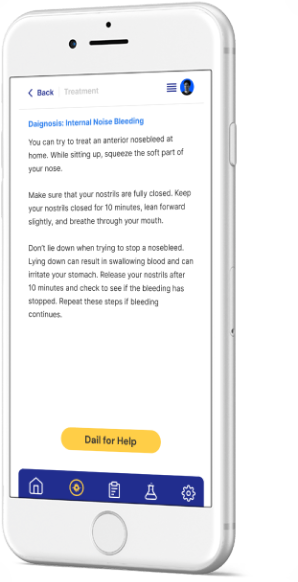 Back | Treatment
Daignosis: Internal Noise Bleeding
You can try to treat an anterior nosebleed at
home. While sitting up, squeeze the soft part of
your nose.
Make sure that your nostrils are fully closed. Keep
your nostrils closed for 10 minutes, lean forward
slightly, and breathe through your mouth.
Don't lie down when trying to stop a nosebleed.
Lying down can result in swallowing blood and can
irritate your stomach. Release your nostrils after
10 minutes and check to see if the bleeding has
stopped. Repeat these steps if bleeding
continues.
Dail for Help